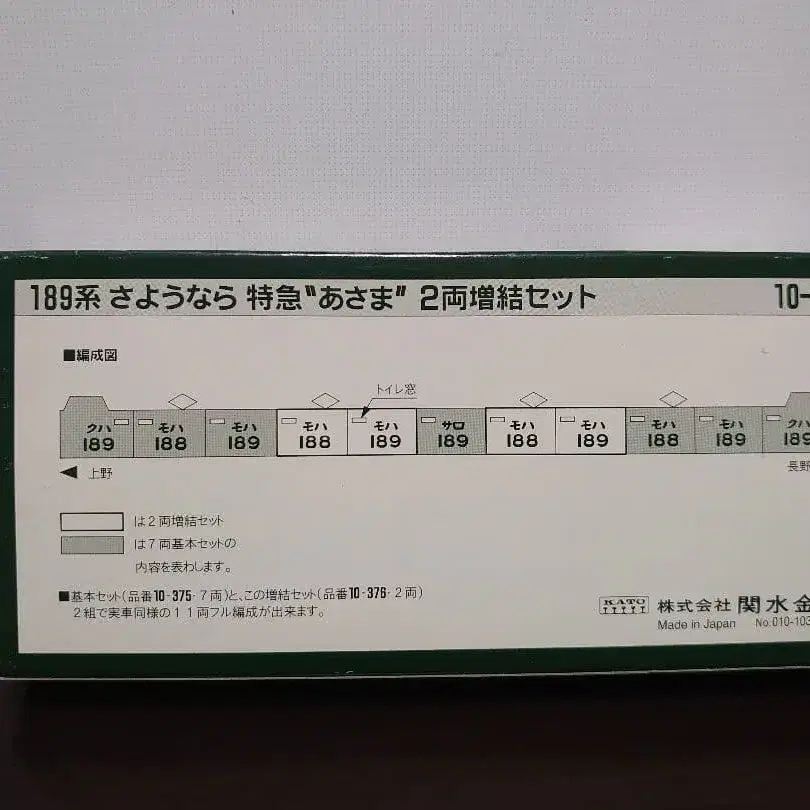 189系 さようなら 特急"あさま" 2両増結セット 10-
■編成図
トイレ窓
クハ 189 モハ 188 モハ 189 モハ 188 モハ 189 サロ 189 モハ 188 モハ 189 モハ 188 モハ 189 クハ 189
◀ 上野 長野
は2両増結セット
は7両基本セットの
内容を表わします。
■基本セット(品番10-375・7両)と、この増結セット(品番10-376・2両)
2組で実車同様の11両フル編成が出来ます。
KATO 株式会社 関水金
Made in Japan No.010-103